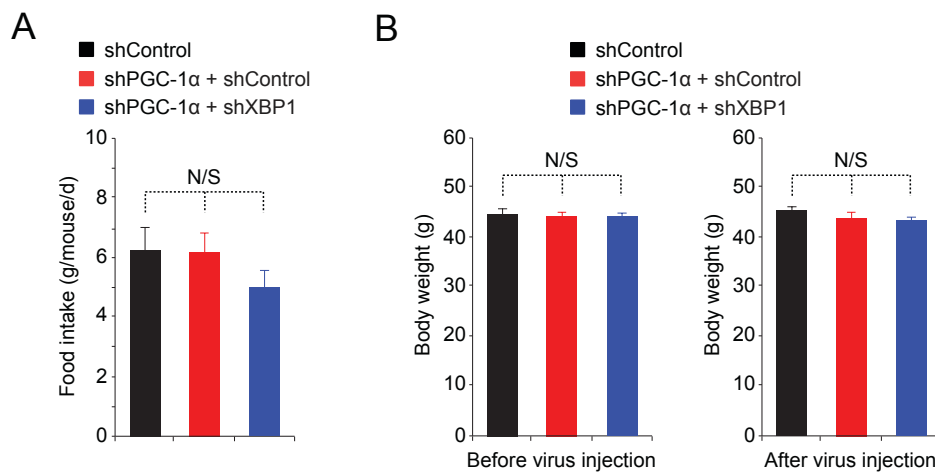 A
shControl
shPGC-1α + shControl
shPGC-1α + shXBP1
Food intake (g/mouse/d)
10
8
6
4
2
0
N/S
B
shControl
shPGC-1α + shControl
shPGC-1α + shXBP1
Body weight (g)
60
50
40
30
20
10
0
N/S
Before virus injection
Body weight (g)
60
50
40
30
20
10
0
N/S
After virus injection